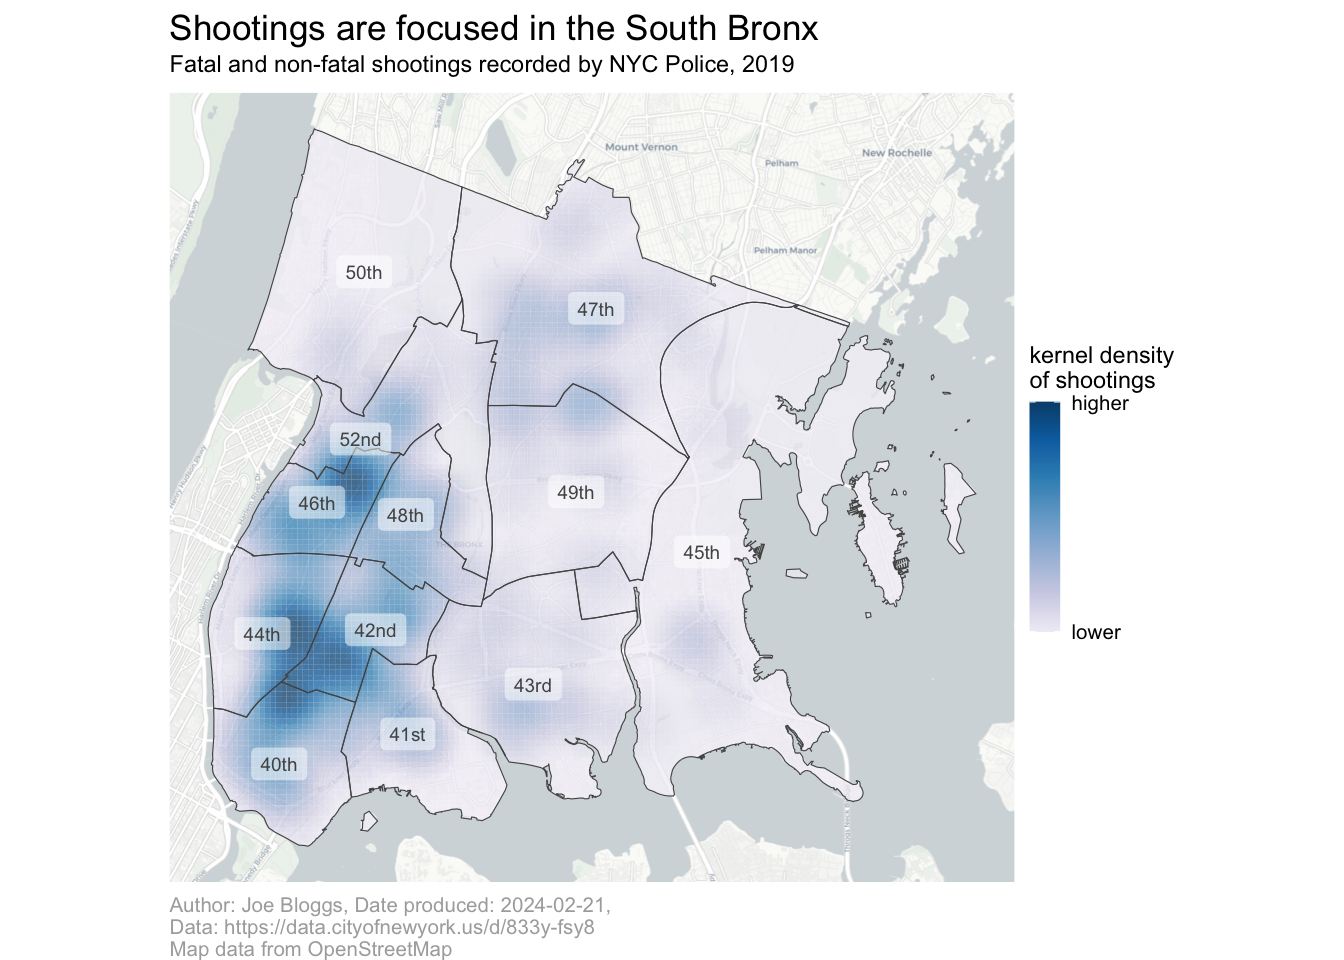 Shootings are focused in the South Bronx
Fatal and non-fatal shootings recorded by NYC Police, 2019
Mount Vernon
New Rochelle
Pelham
Pelham Manor
50th
47th
kernel density
of shootings
higher
52nd
46th
49th
48th
THE BRONX
45th
44th
42nd
lower
43rd
41st
40th
Author: Joe Bloggs, Date produced: 2024-02-21,
Data: https://data.cityofnewyork.us/d/833y-fsy8
Map data from OpenStreetMap